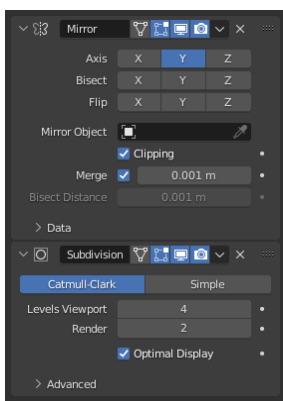 Mirror
Axis X Y Z
Bisect X Y Z
Flip X Y Z
Mirror Object
Clipping
Merge 0.001 m
Bisect Distance 0.001 m
Data
Subdivision
Catmull-Clark Simple
Levels Viewport 4
Render 2
Optimal Display
Advanced